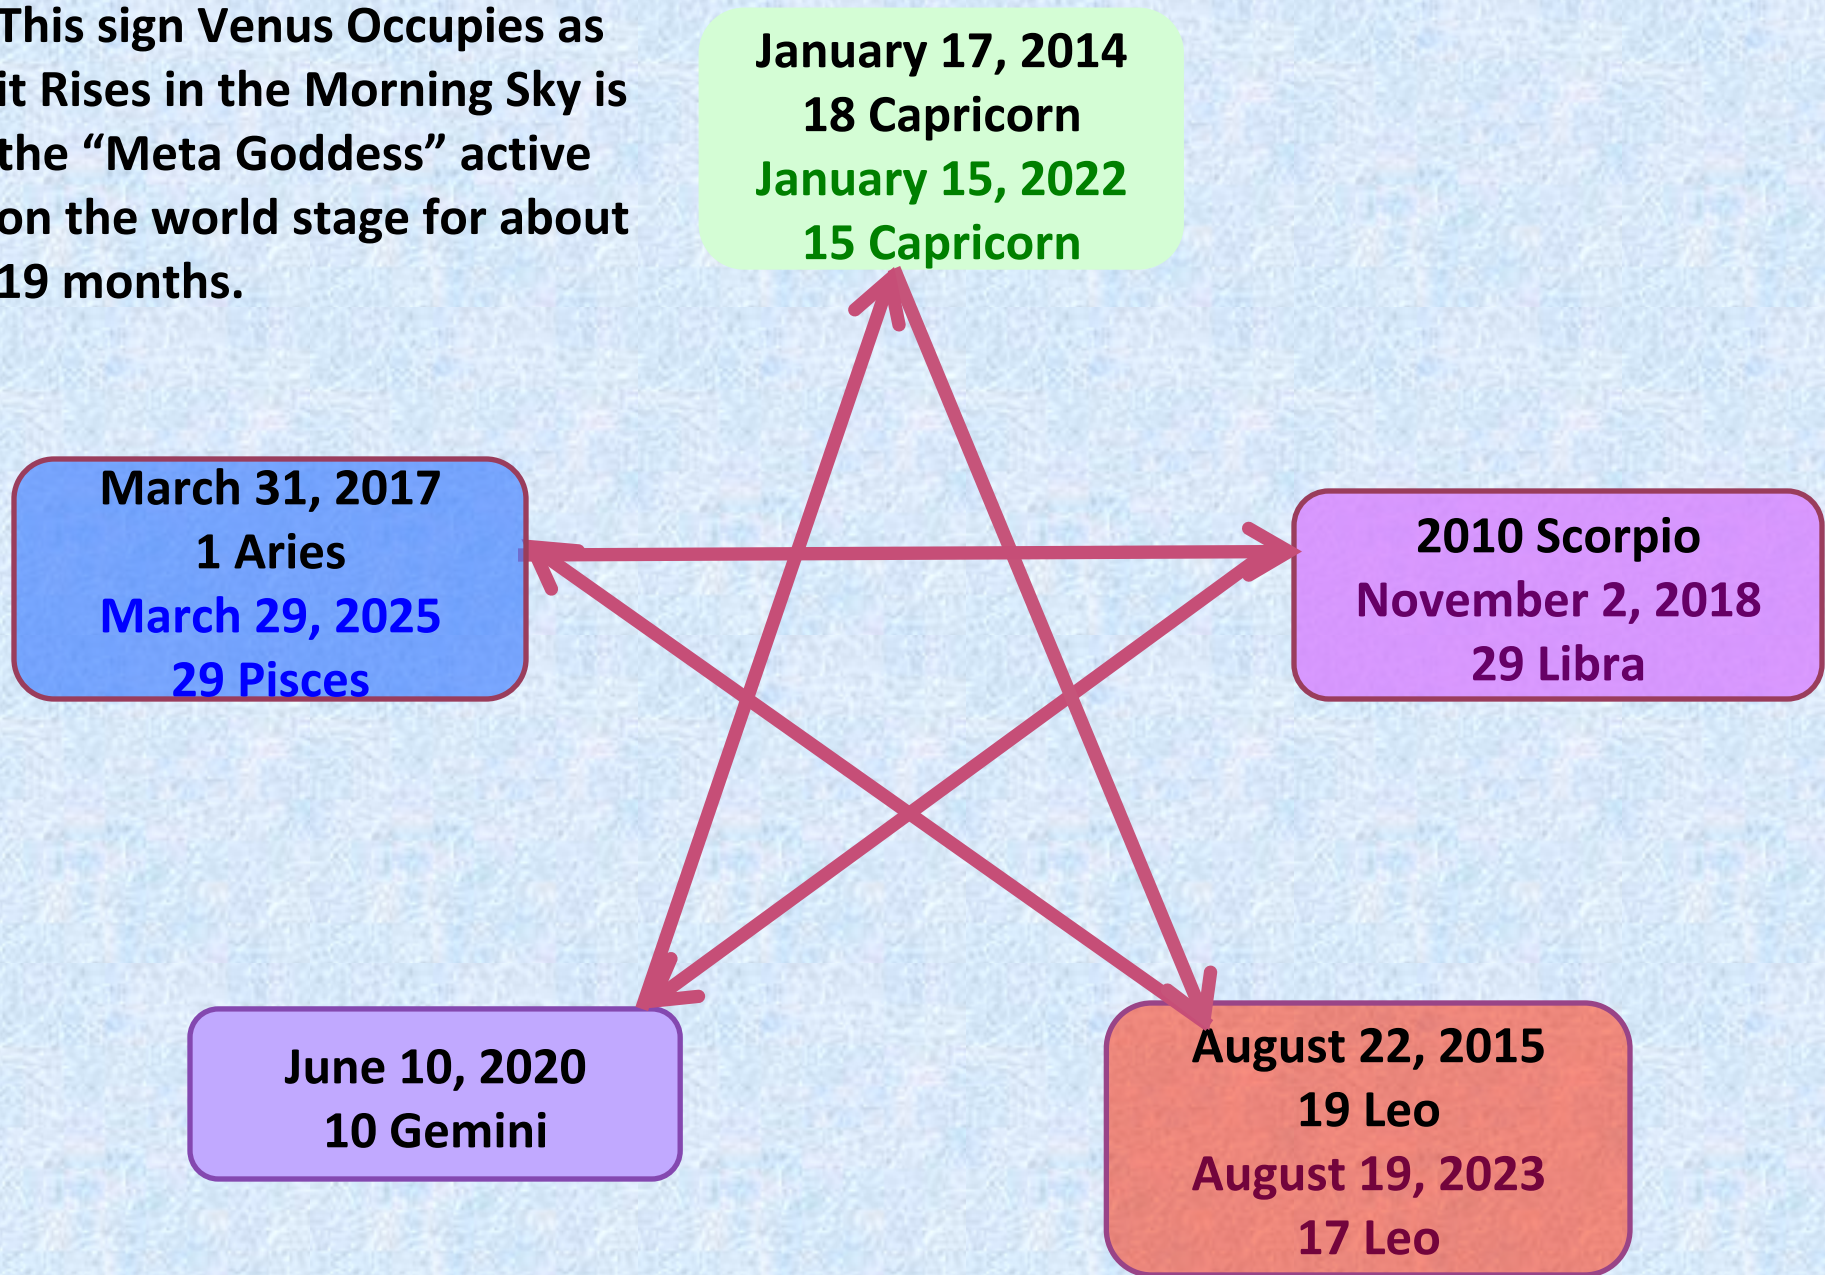 This sign Venus Occupies as
it Rises in the Morning Sky is
the “Meta Goddess” active
on the world stage for about
19 months.
January 17, 2014
18 Capricorn
January 15, 2022
15 Capricorn
March 31, 2017
1 Aries
March 29, 2025
29 Pisces
2010 Scorpio
November 2, 2018
29 Libra
June 10, 2020
10 Gemini
August 22, 2015
19 Leo
August 19, 2023
17 Leo